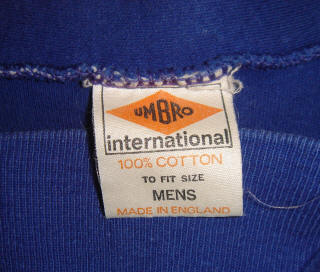 UMBRO
international
100% COTTON
TO FIT SIZE
MENS
MADE IN ENGLAND